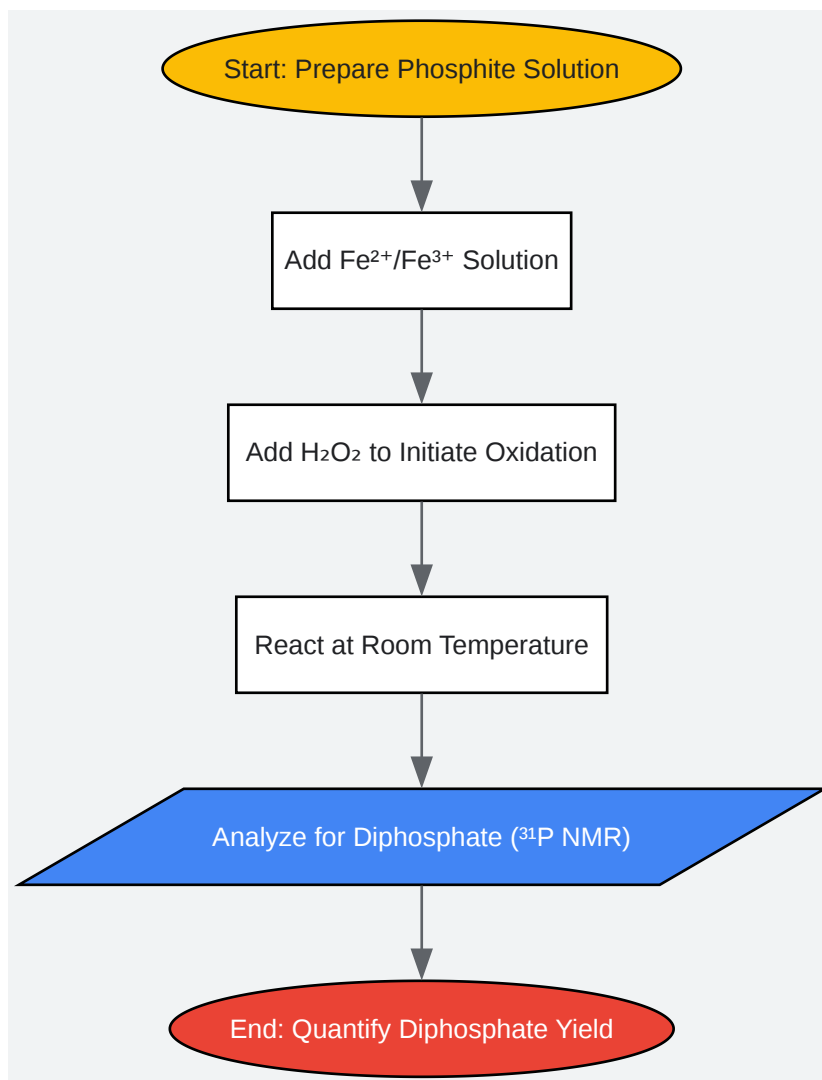 Start: Prepare Phosphite Solution
Add Fe²⁺/Fe³⁺ Solution
Add H₂O₂ to Initiate Oxidation
React at Room Temperature
Analyze for Diphosphate (³¹P NMR)
End: Quantify Diphosphate Yield